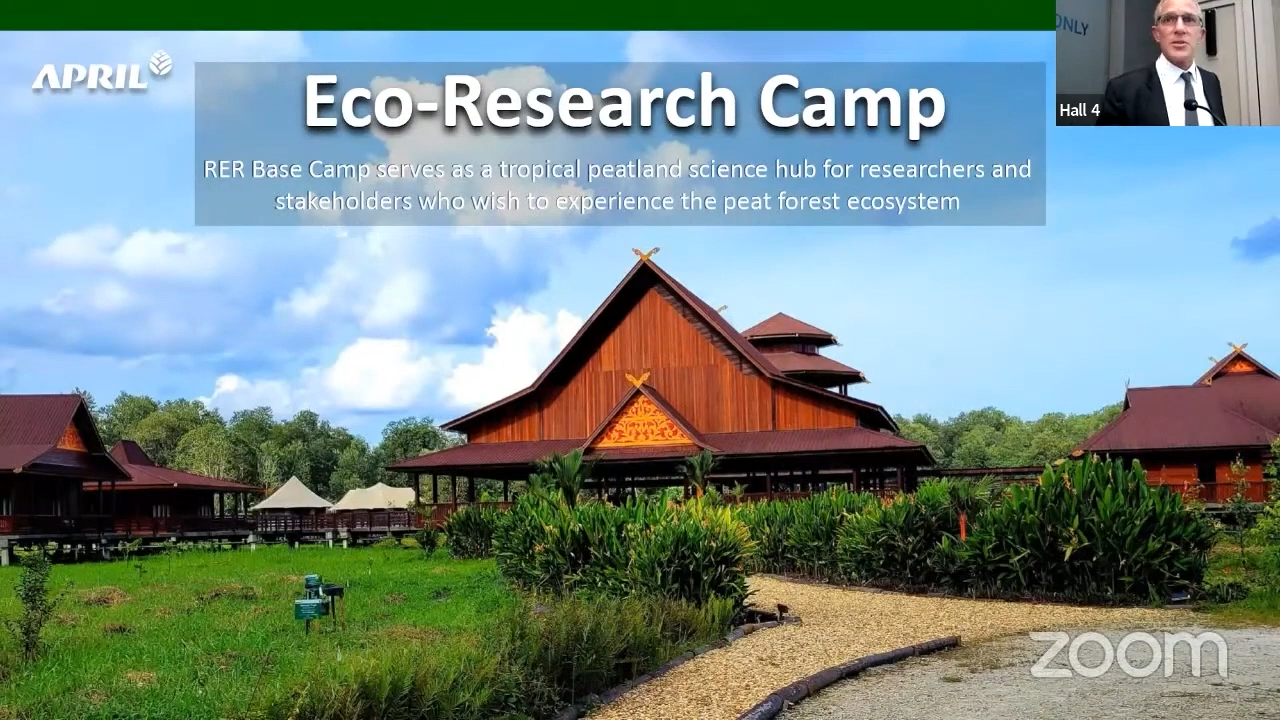 APRIL
Eco-Research Camp
RER Base Camp serves as a tropical peatland science hub for researchers and
stakeholders who wish to experience the peat forest ecosystem
ONLY
Hall 4
zoom